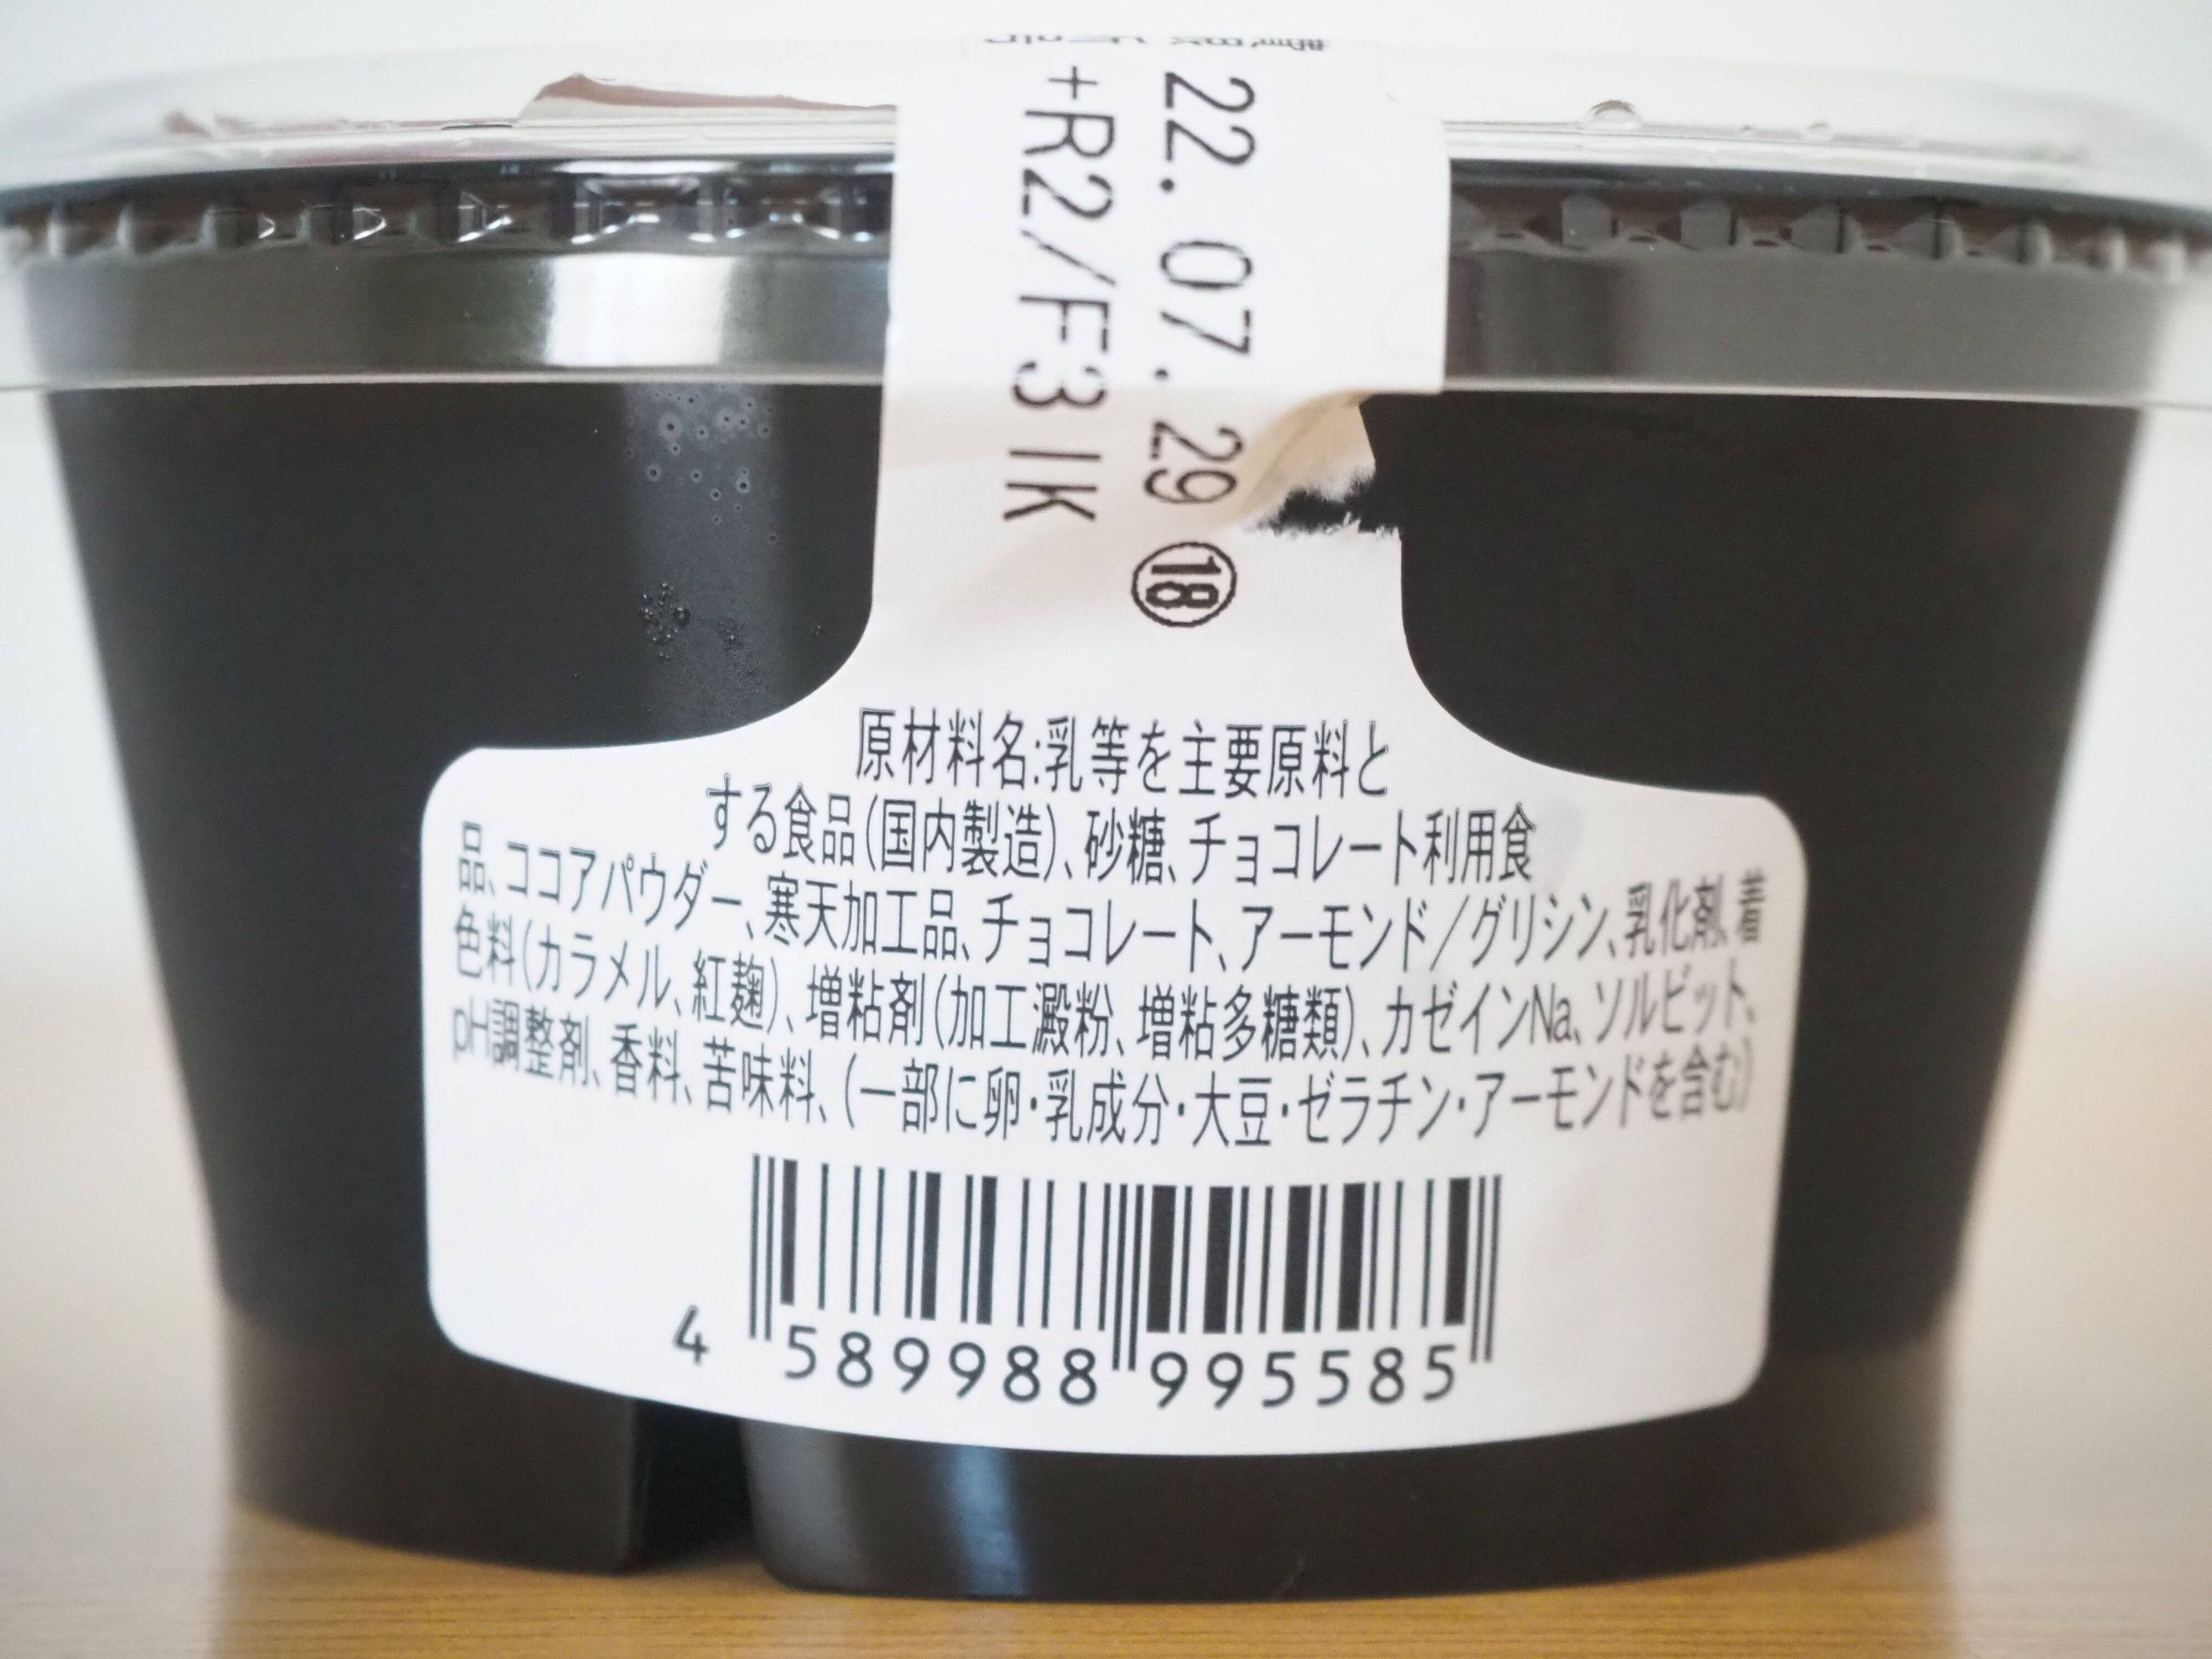 22.07.29 ⑱
+R2/F3 IK
原材料名:乳等を主要原料と
する食品(国内製造)、砂糖、チョコレート利用食
品、ココアパウダー、寒天加工品、チョコレート、アーモンド/グリシン、乳化剤、着
色料(カラメル、紅麹)、増粘剤(加工澱粉、増粘多糖類)、カゼインNa、ソルビット、
pH調整剤、香料、苦味料、(一部に卵・乳成分・大豆・ゼラチン・アーモンドを含む)
4 589988 995585